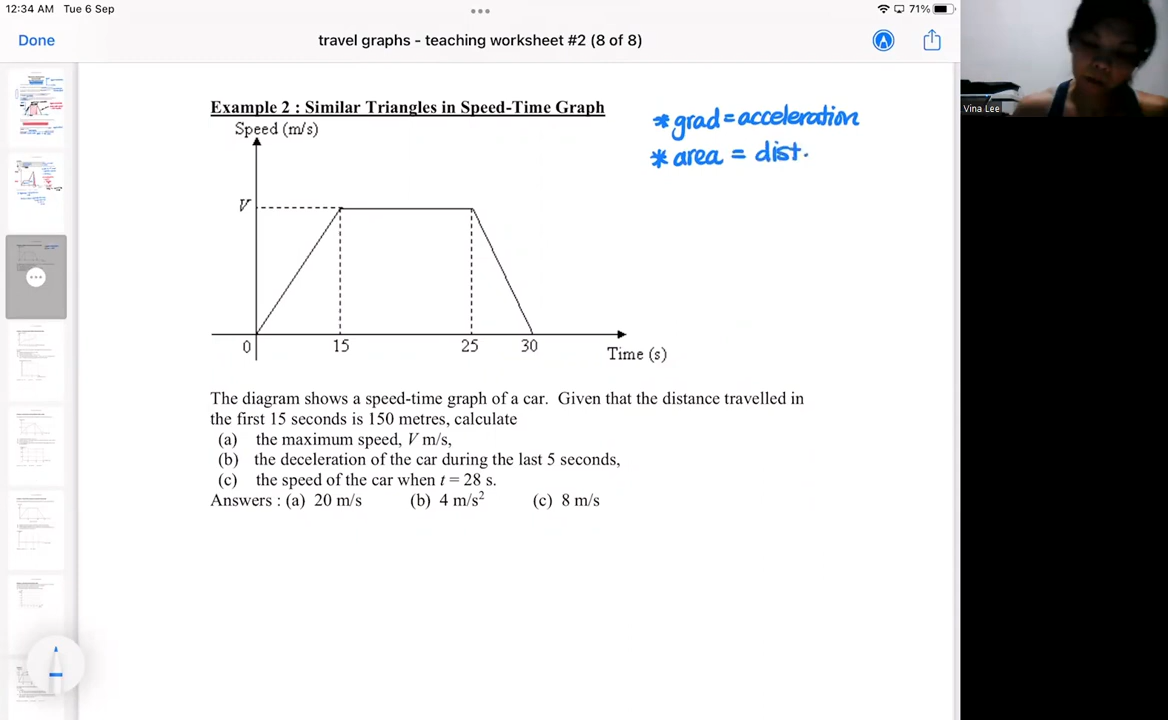 12:34 AM Tue 6 Sep
71%
Done
travel graphs - teaching worksheet #2 (8 of 8)
Vina Lee
Example 2 : Similar Triangles in Speed-Time Graph
*grad = acceleration
*area = dist.
Speed (m/s)
V
0 15 25 30
Time (s)
The diagram shows a speed-time graph of a car. Given that the distance travelled in
the first 15 seconds is 150 metres, calculate
(a) the maximum speed, V m/s,
(b) the deceleration of the car during the last 5 seconds,
(c) the speed of the car when t = 28 s.
Answers : (a) 20 m/s (b) 4 m/s² (c) 8 m/s